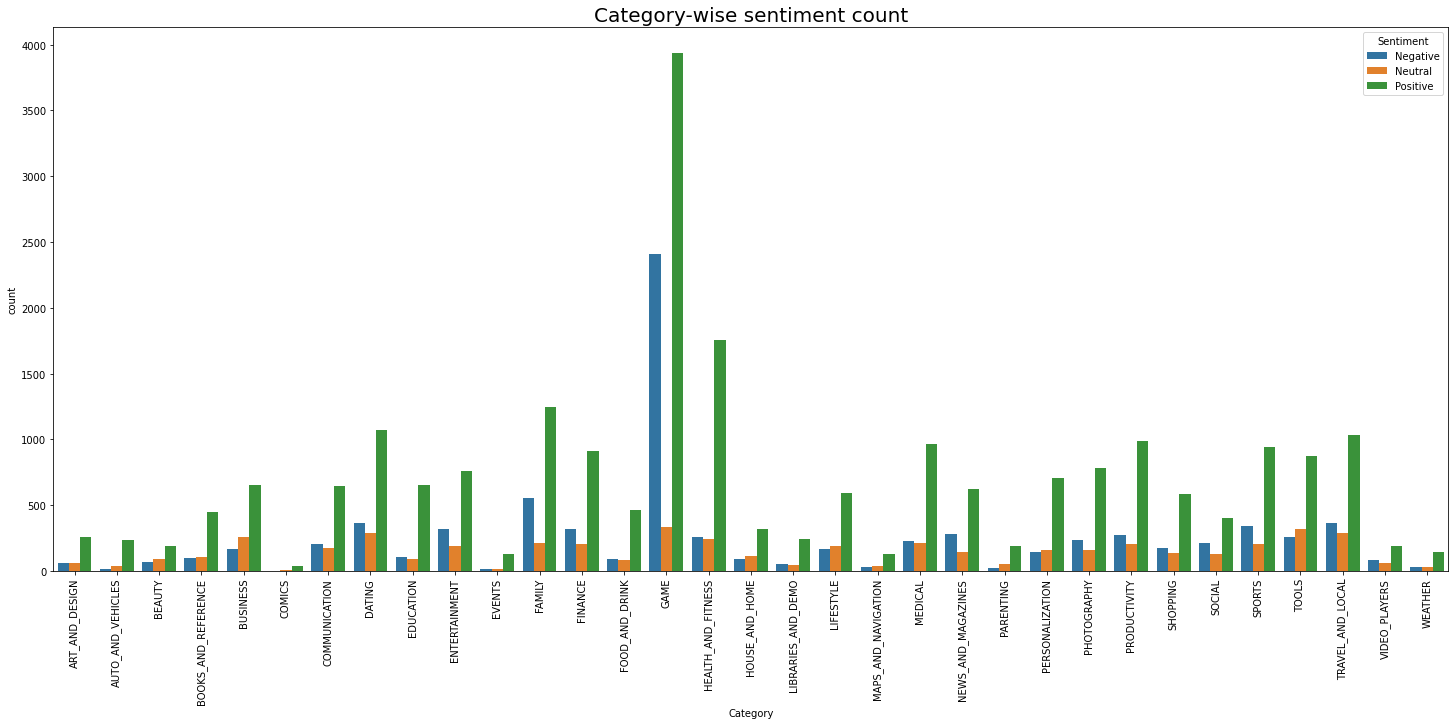 Category-wise sentiment count
Sentiment
Negative
Neutral
Positive
count
4000
3500
3000
2500
2000
1500
1000
500
0
ART_AND_DESIGN
AUTO_AND_VEHICLES
BEAUTY
BOOKS_AND_REFERENCE
BUSINESS
COMICS
COMMUNICATION
DATING
EDUCATION
ENTERTAINMENT
EVENTS
FAMILY
FINANCE
FOOD_AND_DRINK
GAME
HEALTH_AND_FITNESS
HOUSE_AND_HOME
LIBRARIES_AND_DEMO
LIFESTYLE
MAPS_AND_NAVIGATION
MEDICAL
NEWS_AND_MAGAZINES
PARENTING
PERSONALIZATION
PHOTOGRAPHY
PRODUCTIVITY
SHOPPING
SOCIAL
SPORTS
TOOLS
TRAVEL_AND_LOCAL
VIDEO_PLAYERS
WEATHER
Category